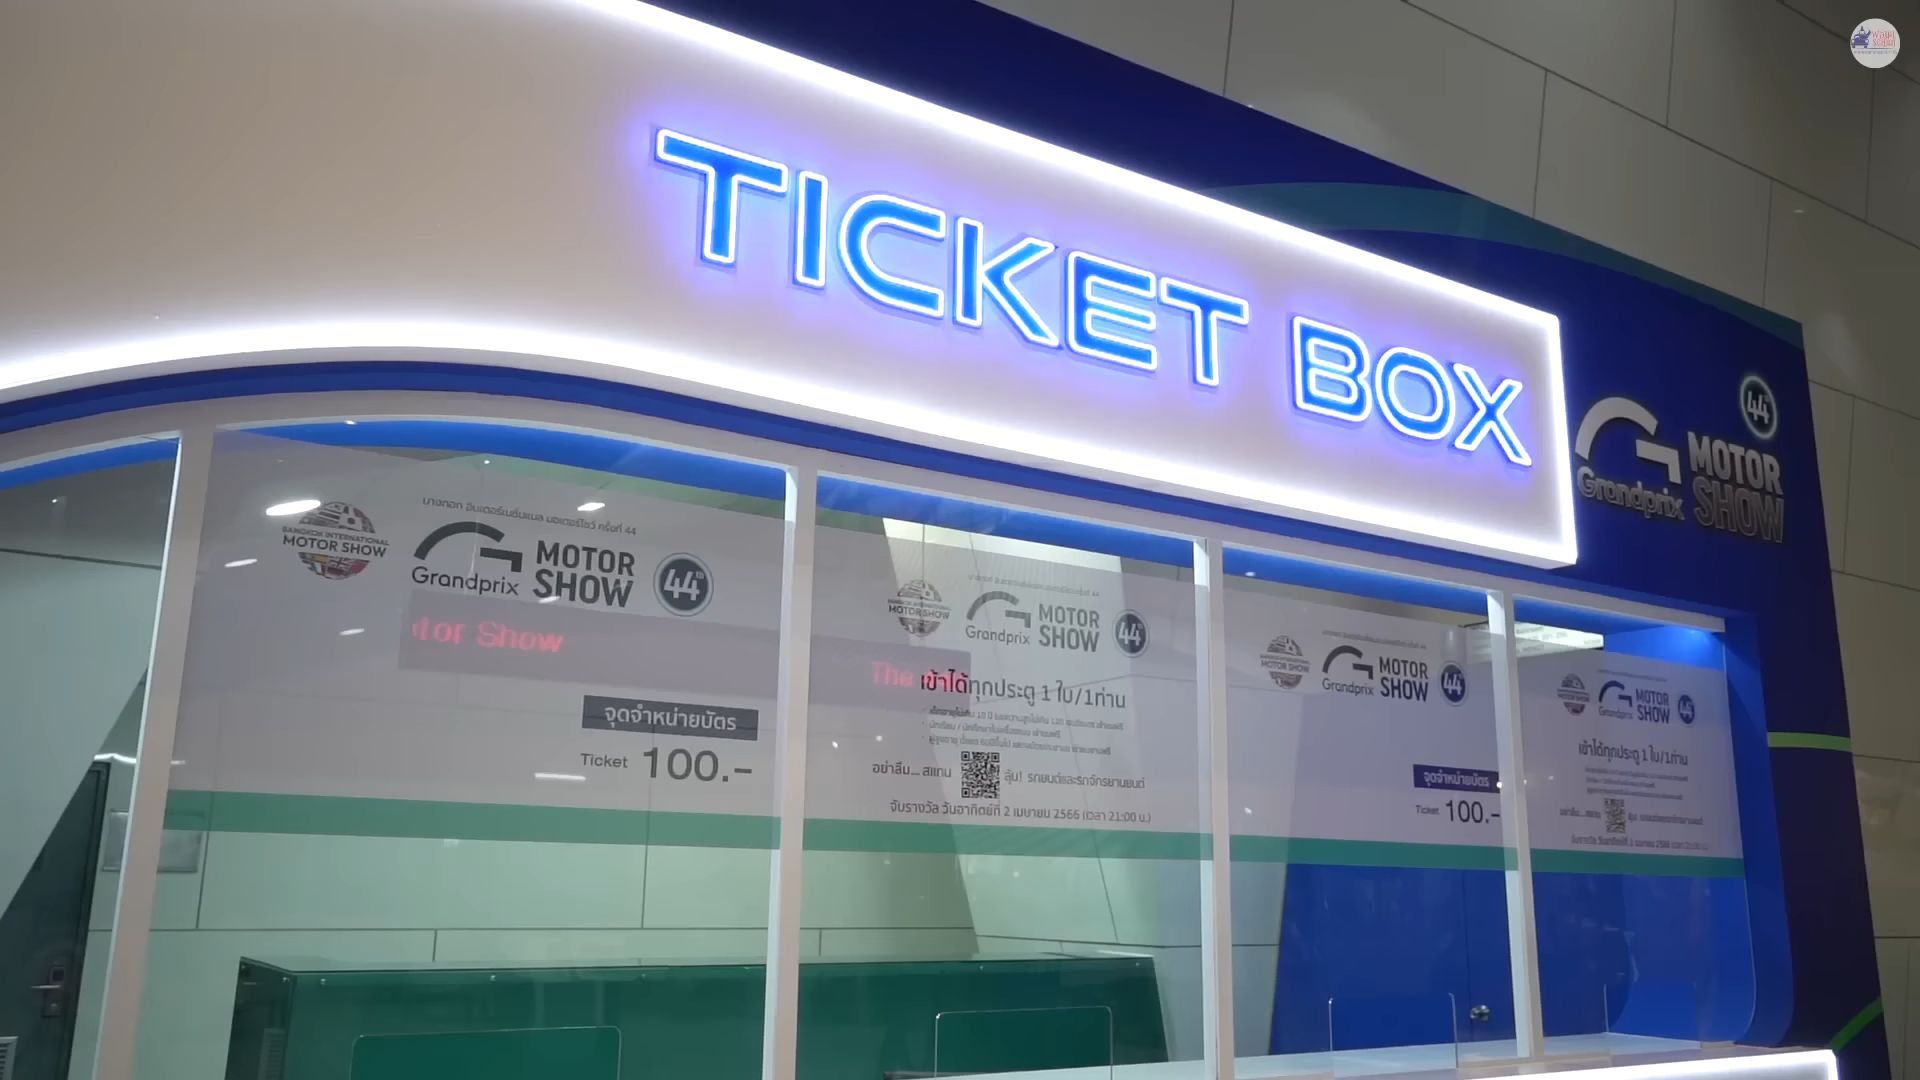 TICKET BOX
44
Grandprix
MOTOR
SHOW
บางกอก อินเตอร์เนชั่นแนล มอเตอร์โชว์ ครั้งที่ 44
BANGKOK INTERNATIONAL
MOTOR SHOW
Grandprix
MOTOR
SHOW
44th
tor Show
จุดจำหน่ายบัตร
Ticket 100.-
MOTOR SHOW
Grandprix
MOTOR
SHOW
44
The
เข้าได้ทุกประตู 1 ใบ/1ท่าน
อย่าลืม... สแกน
ลุ้น! รถยนต์และรถจักรยานยนต์
จับรางวัล วันอาทิตย์ที่ 2 เมษายน 2566 (เวลา 21:00 น.)
MOTOR SHOW
Grandprix
MOTOR
SHOW
44
จุดจำหน่ายบัตร
Ticket 100.-
Grandprix
MOTOR
SHOW
44
เข้าได้ทุกประตู 1 ใบ/1ท่าน